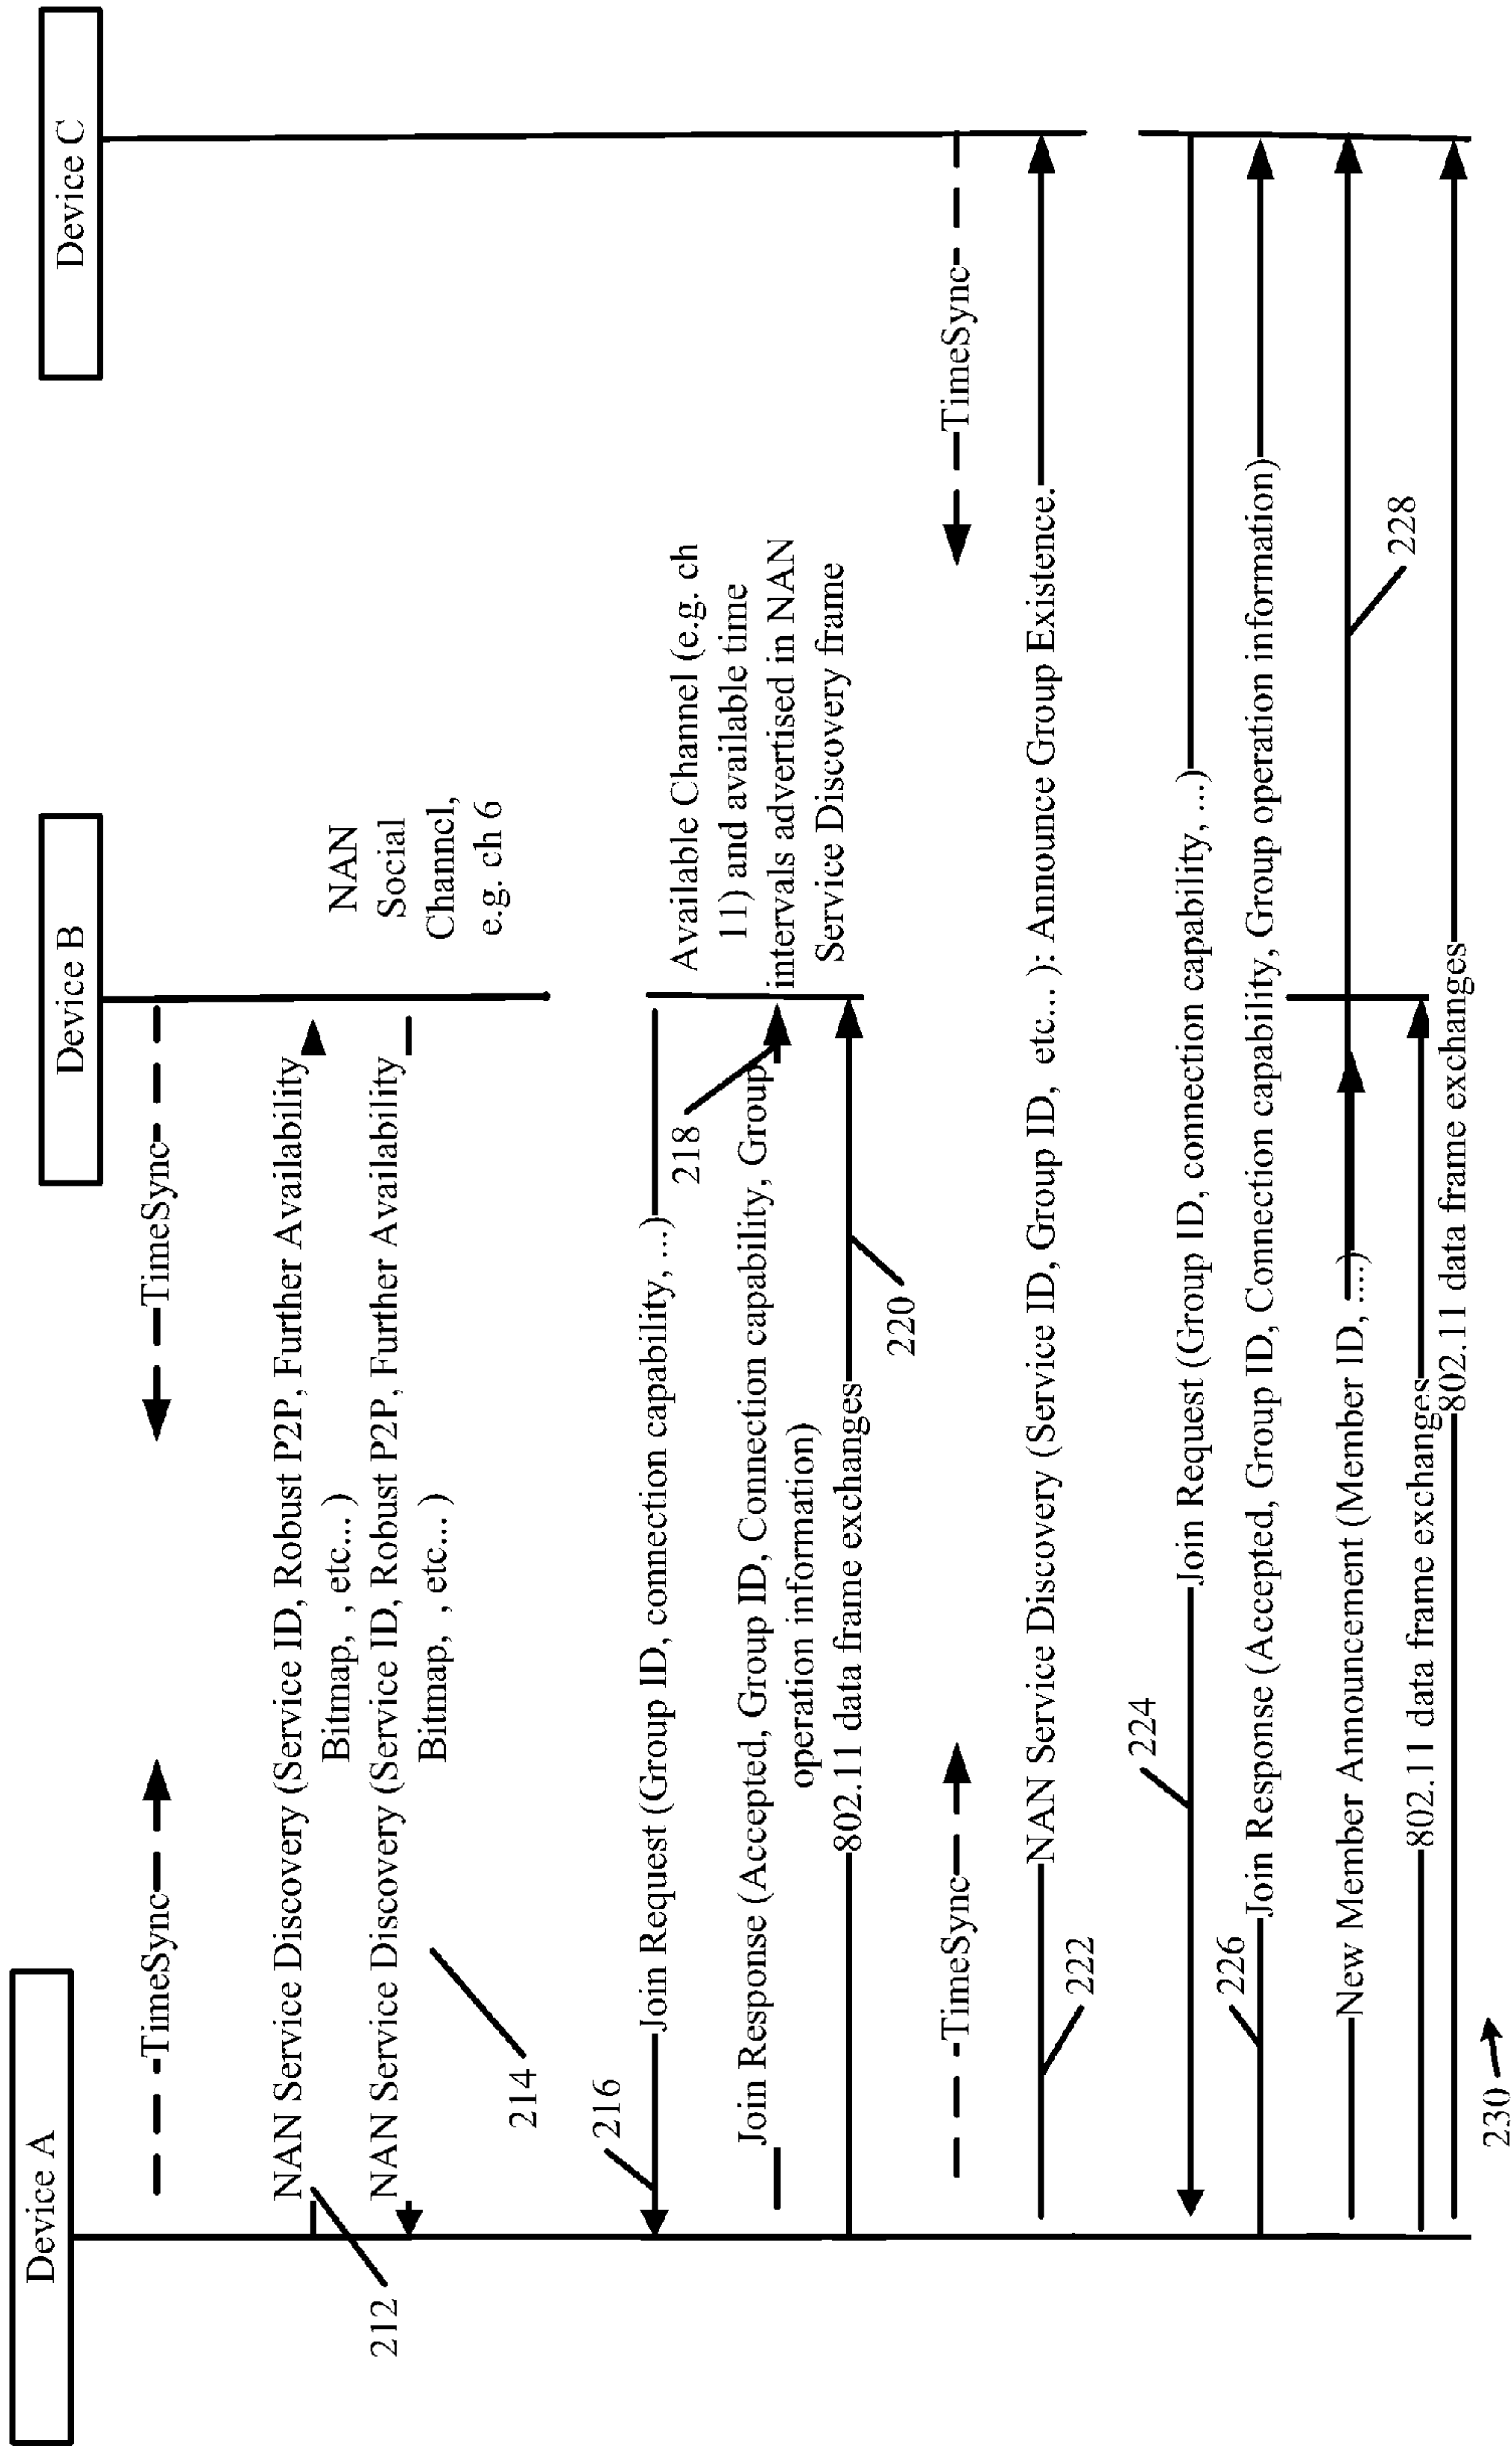 Device A
Device B
Device C
TimeSync
TimeSync
NAN Service Discovery (Service ID, Robust P2P, Further Availability
Bitmap, , etc... )
212
NAN Service Discovery (Service ID, Robust P2P, Further Availability
Bitmap, , etc... )
214
NAN
Social
Channel,
e.g. ch 6
216
Join Request (Group ID, connection capability, ...)
218
Join Response (Accepted, Group ID, Connection capability, Group
operation information)
Available Channel (e.g. ch
11) and available time
intervals advertised in NAN
Service Discovery frame
802.11 data frame exchanges
220
TimeSync
TimeSync
NAN Service Discovery (Service ID, Group ID, etc... ): Announce Group Existence.
222
224
Join Request (Group ID, connection capability, ...)
226
Join Response (Accepted, Group ID, Connection capability, Group operation information)
New Member Announcement (Member ID, ....)
228
802.11 data frame exchanges
802.11 data frame exchanges
230